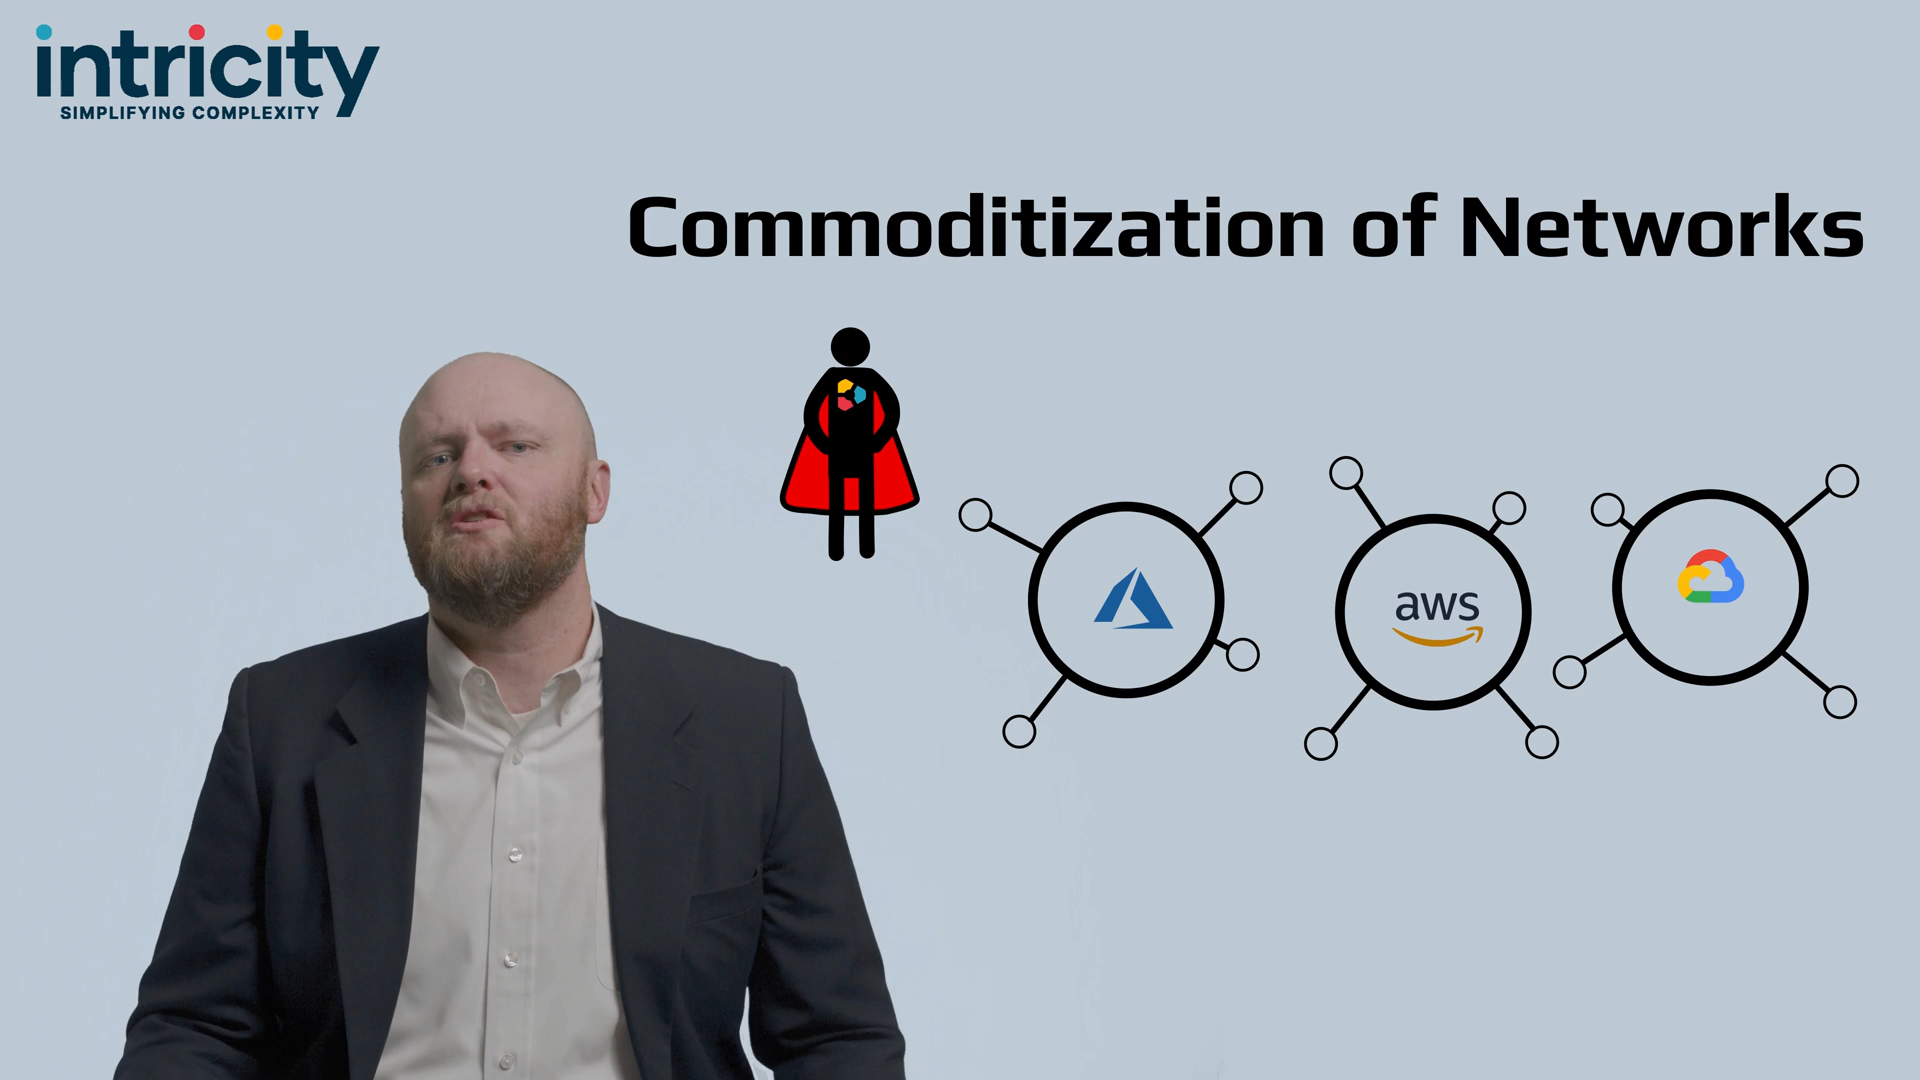 intricity
SIMPLIFYING COMPLEXITY
Commoditization of Networks
aws